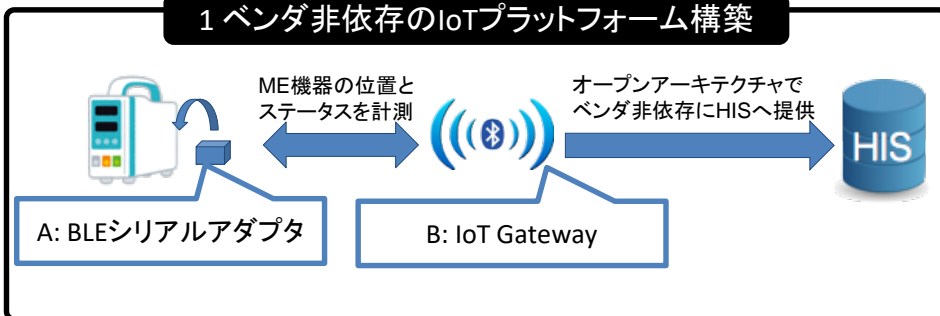 1 ベンダ非依存のIoTプラットフォーム構築
ME機器の位置と
ステータスを計測
オープンアーキテクチャで
ベンダ非依存にHISへ提供
HIS
A: BLEシリアルアダプタ
B: IoT Gateway